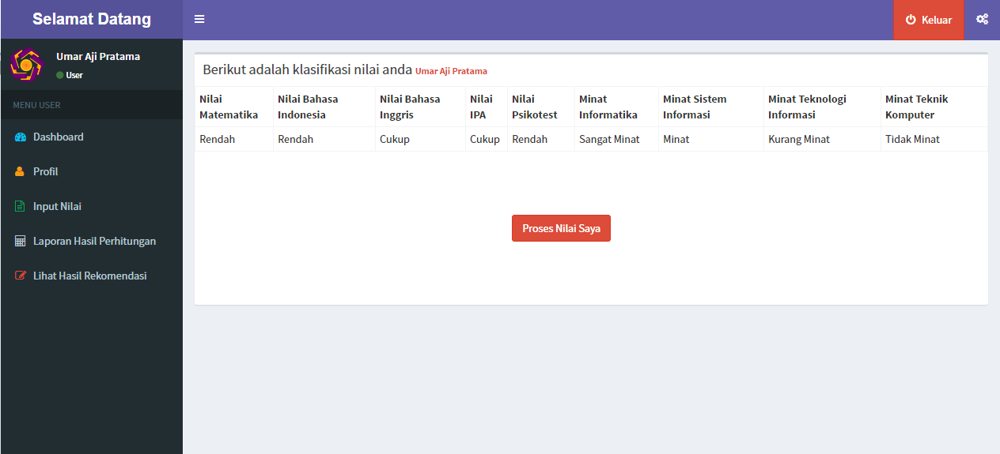 Selamat Datang
Keluar
Umar Aji Pratama
User
MENU USER
Dashboard
Profil
Input Nilai
Laporan Hasil Perhitungan
Lihat Hasil Rekomendasi
Berikut adalah klasifikasi nilai anda Umar Aji Pratama
Nilai Matematika Nilai Bahasa Indonesia Nilai Bahasa Inggris Nilai IPA Nilai Psikotest Minat Informatika Minat Sistem Informasi Minat Teknologi Informasi Minat Teknik Komputer
Rendah Rendah Cukup Cukup Rendah Sangat Minat Minat Kurang Minat Tidak Minat
Proses Nilai Saya